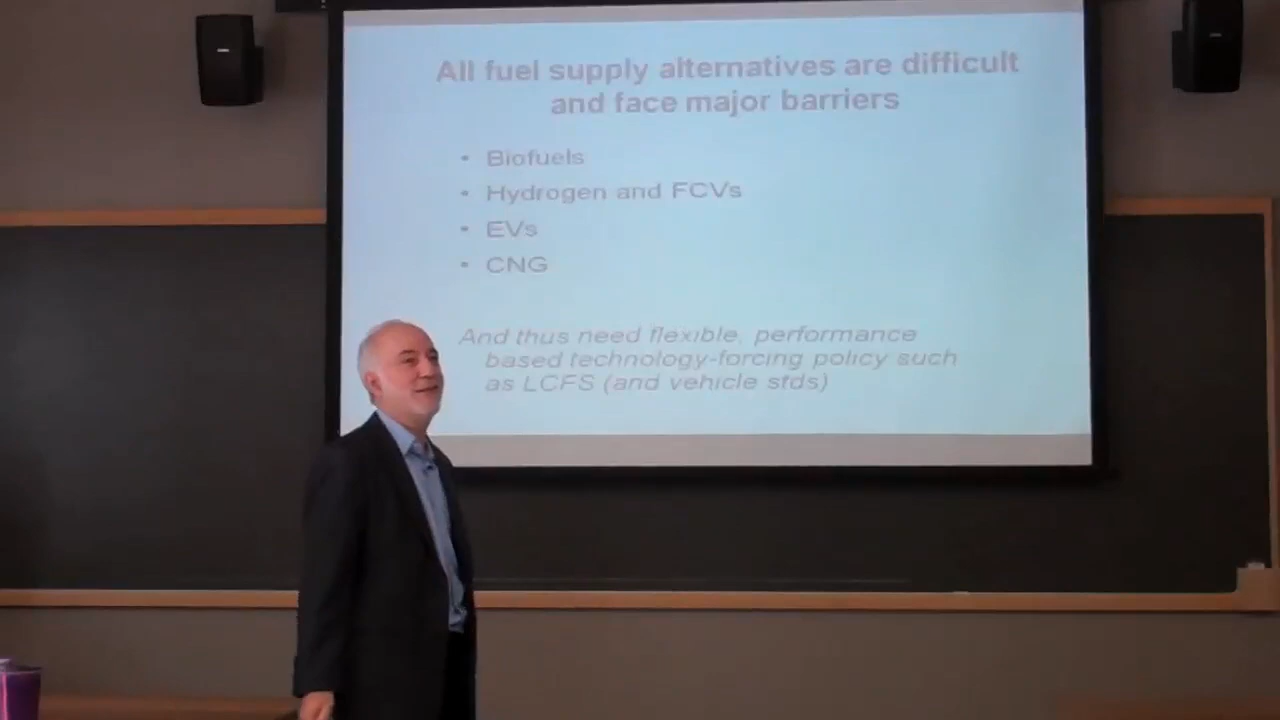 All fuel supply alternatives are difficult
and face major barriers
• Biofuels
• Hydrogen and FCVs
• EVs
• CNG
And thus need flexible, performance
based technology-forcing policy such
as LCFS (and vehicle stds)